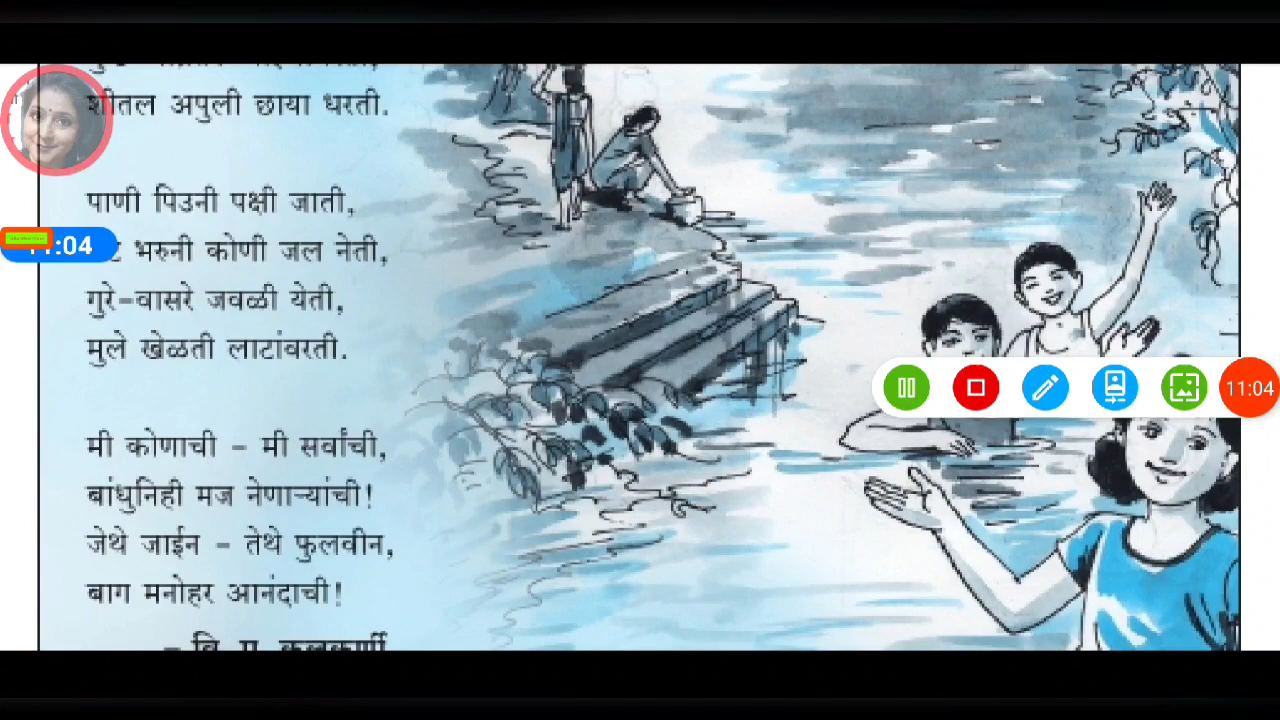 शीतल अपुली छाया धरती.
पाणी पिउनी पक्षी जाती,
भरुनी कोणी जल नेती,
गुरे-वासरे जवळी येती,
मुले खेळती लाटांवरती.
मी कोणाची - मी सर्वांची,
बांधुनिही मज नेणाऱ्यांची!
जेथे जाईन - तेथे फुलवीन,
बाग मनोहर आनंदाची!
- वि. म. कुलकर्णी
11:04
11:04